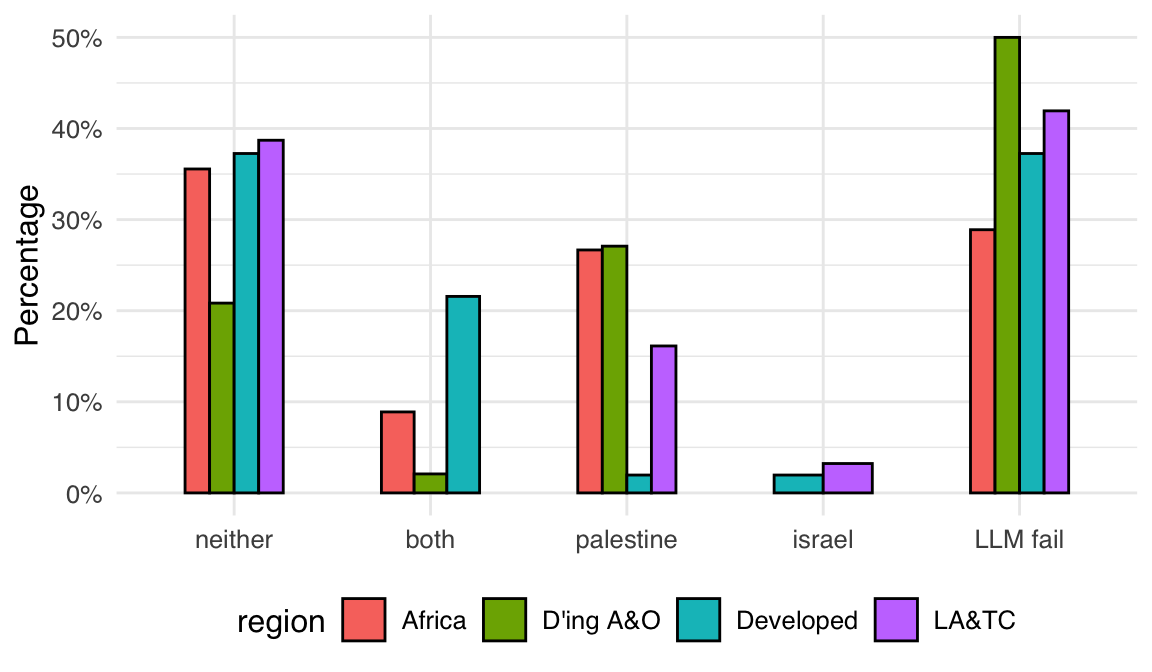 Percentage
50%
40%
30%
20%
10%
0%
neither both palestine israel LLM fail
region Africa D'ing A&O Developed LA&TC